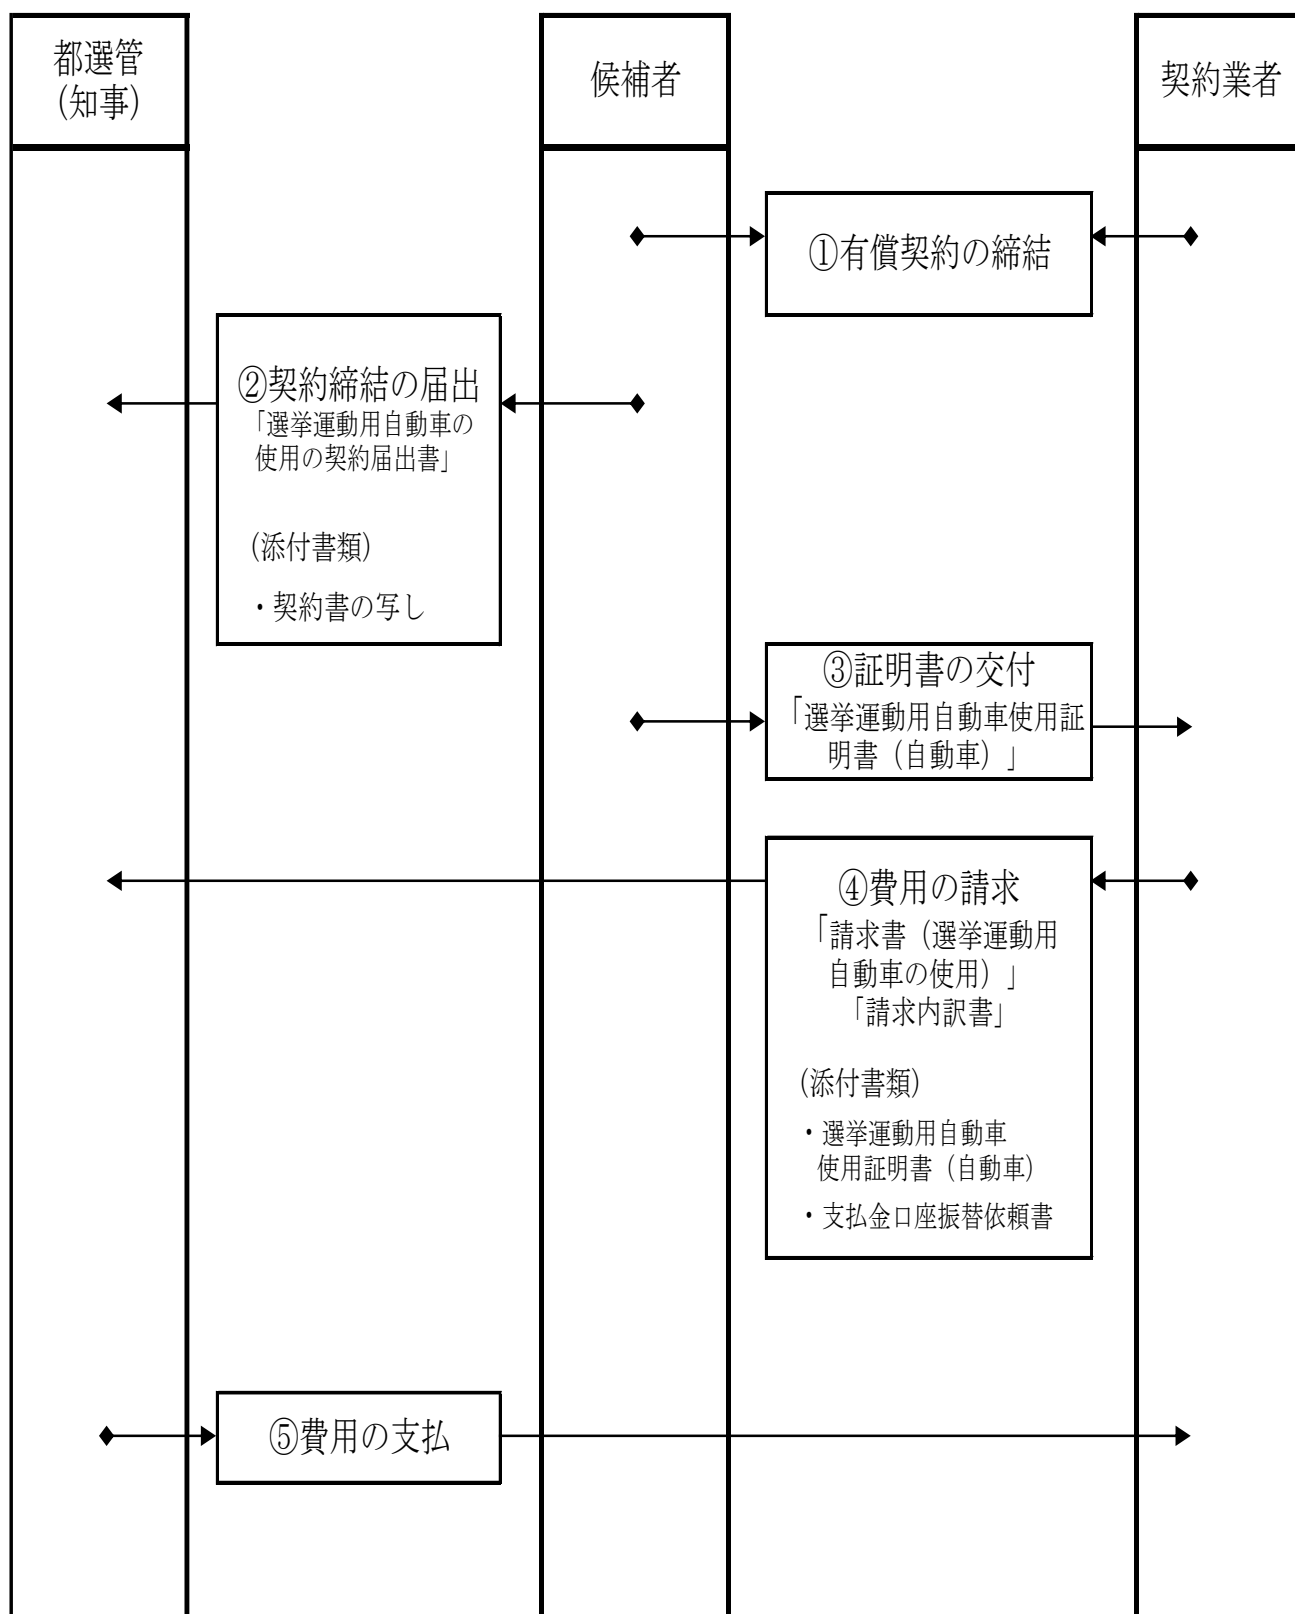 都選管
(知事)
候補者
契約業者
①有償契約の締結
②契約締結の届出
「選挙運動用自動車の
使用の契約届出書」
(添付書類)
・契約書の写し
③証明書の交付
「選挙運動用自動車使用証
明書（自動車）」
④費用の請求
「請求書（選挙運動用
自動車の使用）」
「請求内訳書」
(添付書類)
・選挙運動用自動車
使用証明書（自動車）
・支払金口座振替依頼書
⑤費用の支払